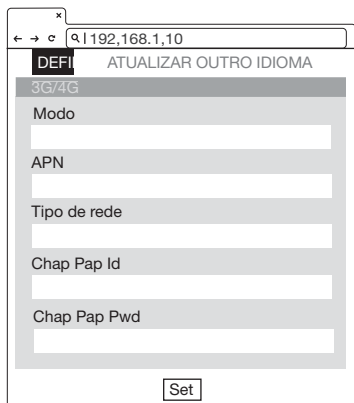 ×
192,168.1,10
DEFI ATUALIZAR OUTRO IDIOMA
3G/4G
Modo
APN
Tipo de rede
Chap Pap Id
Chap Pap Pwd
Set